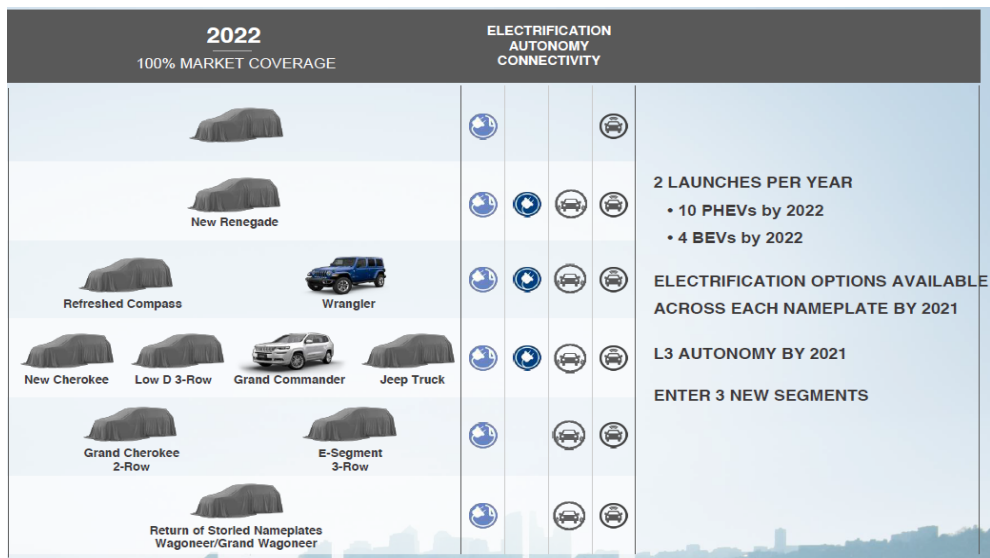 2022
100% MARKET COVERAGE
ELECTRIFICATION
AUTONOMY
CONNECTIVITY
New Renegade
Refreshed Compass
Wrangler
New Cherokee
Low D 3-Row
Grand Commander
Jeep Truck
Grand Cherokee
2-Row
E-Segment
3-Row
Return of Storied Nameplates
Wagoneer/Grand Wagoneer
2 LAUNCHES PER YEAR
• 10 PHEVs by 2022
• 4 BEVs by 2022
ELECTRIFICATION OPTIONS AVAILABLE
ACROSS EACH NAMEPLATE BY 2021
L3 AUTONOMY BY 2021
ENTER 3 NEW SEGMENTS